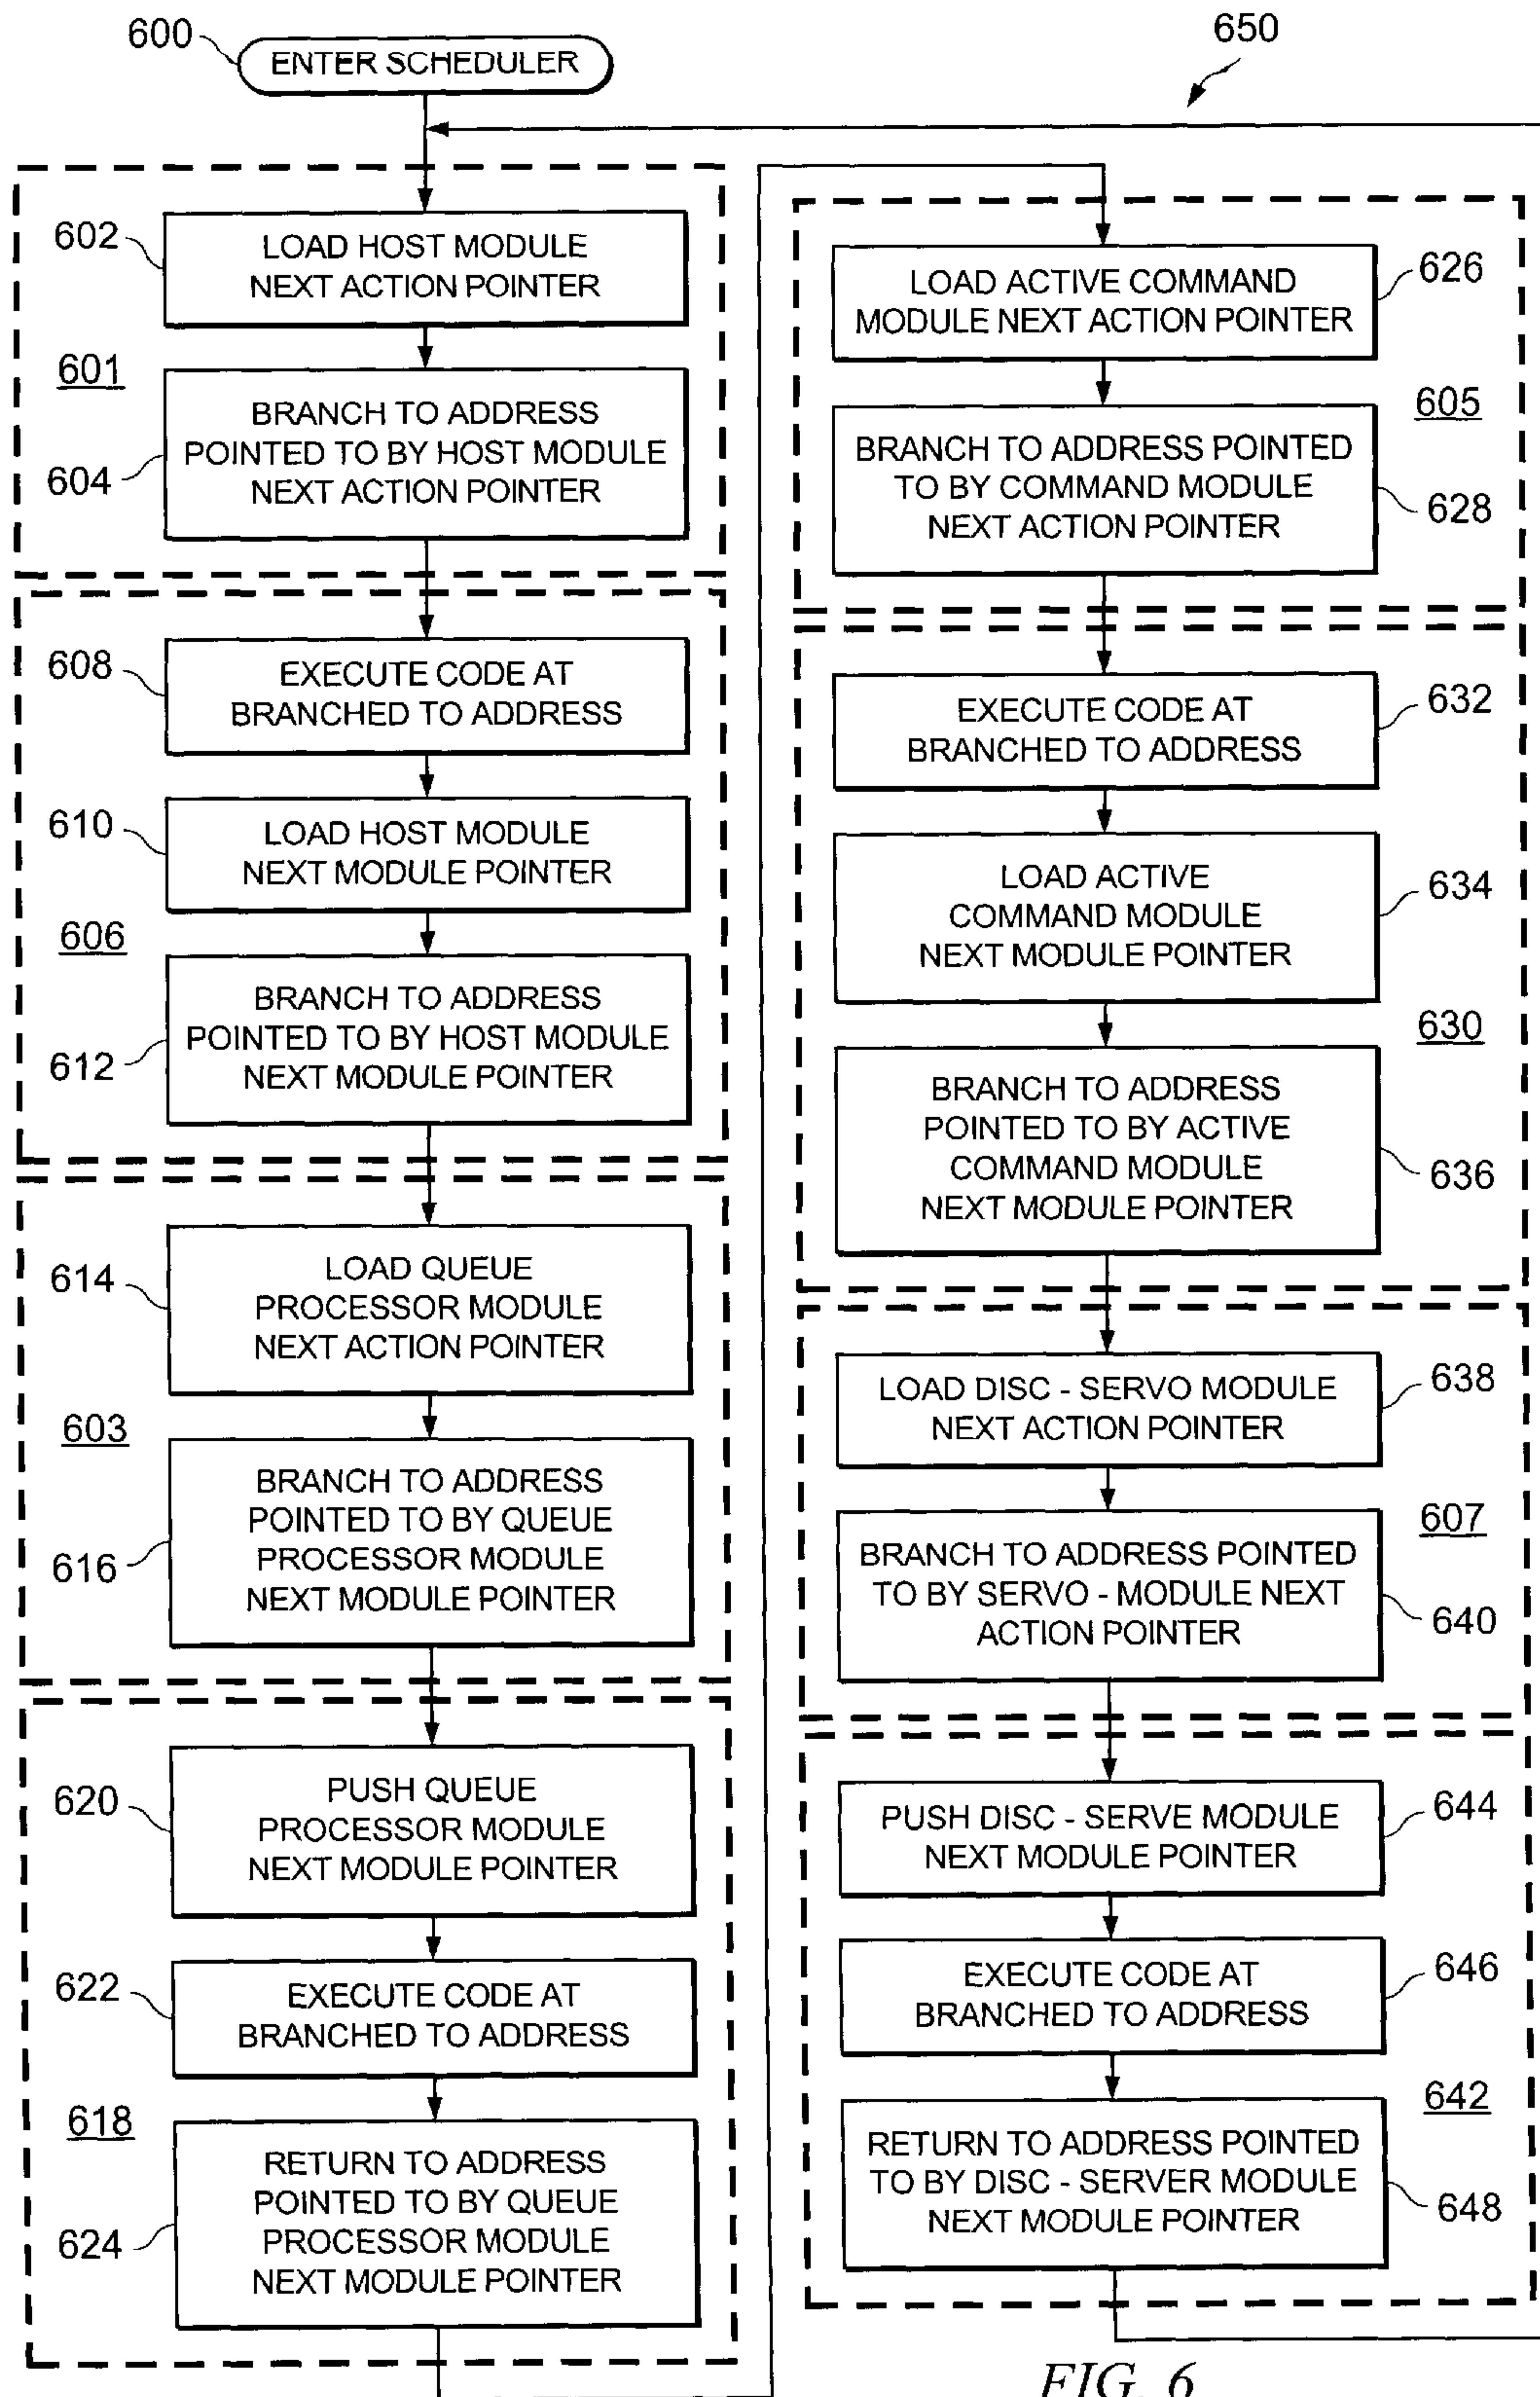 600
ENTER SCHEDULER
650
602
LOAD HOST MODULE
NEXT ACTION POINTER
601
604
BRANCH TO ADDRESS
POINTED TO BY HOST MODULE
NEXT ACTION POINTER
608
EXECUTE CODE AT
BRANCHED TO ADDRESS
610
LOAD HOST MODULE
NEXT MODULE POINTER
606
612
BRANCH TO ADDRESS
POINTED TO BY HOST MODULE
NEXT MODULE POINTER
614
LOAD QUEUE
PROCESSOR MODULE
NEXT ACTION POINTER
603
616
BRANCH TO ADDRESS
POINTED TO BY QUEUE
PROCESSOR MODULE
NEXT MODULE POINTER
620
PUSH QUEUE
PROCESSOR MODULE
NEXT MODULE POINTER
622
EXECUTE CODE AT
BRANCHED TO ADDRESS
618
624
RETURN TO ADDRESS
POINTED TO BY QUEUE
PROCESSOR MODULE
NEXT MODULE POINTER
LOAD ACTIVE COMMAND
MODULE NEXT ACTION POINTER
626
605
BRANCH TO ADDRESS POINTED
TO BY COMMAND MODULE
NEXT ACTION POINTER
628
EXECUTE CODE AT
BRANCHED TO ADDRESS
632
LOAD ACTIVE
COMMAND MODULE
NEXT MODULE POINTER
634
630
BRANCH TO ADDRESS
POINTED TO BY ACTIVE
COMMAND MODULE
NEXT MODULE POINTER
636
LOAD DISC - SERVO MODULE
NEXT ACTION POINTER
638
607
BRANCH TO ADDRESS POINTED
TO BY SERVO - MODULE NEXT
ACTION POINTER
640
PUSH DISC - SERVE MODULE
NEXT MODULE POINTER
644
EXECUTE CODE AT
BRANCHED TO ADDRESS
646
642
RETURN TO ADDRESS POINTED
TO BY DISC - SERVER MODULE
NEXT MODULE POINTER
648
FIG. 6